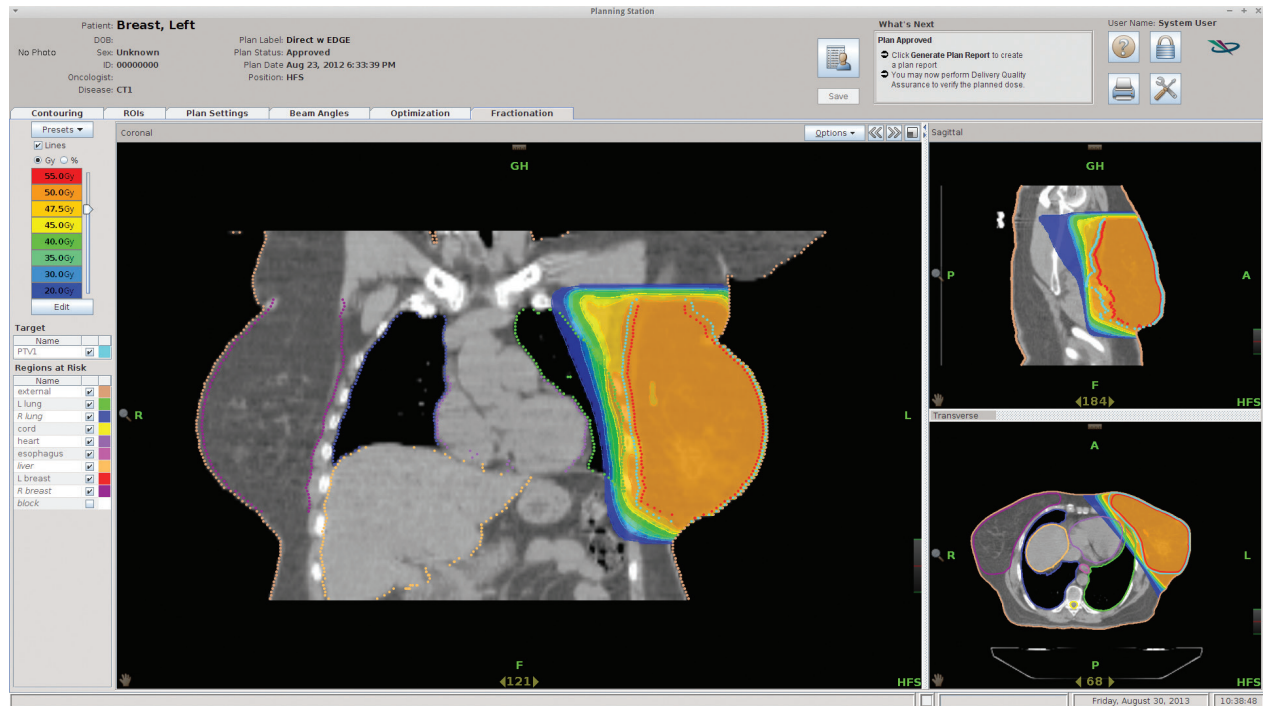 Planning Station
Patient: Breast, Left
DOB:
No Photo
Sex: Unknown
ID: 00000000
Oncologist:
Disease: CT1
Plan Label: Direct w EDGE
Plan Status: Approved
Plan Date Aug 23, 2012 6:33:39 PM
Position: HFS
Save
What's Next
Plan Approved
Click Generate Plan Report to create
a plan report
You may now perform Delivery Quality
Assurance to verify the planned dose.
User Name: System User
Contouring ROIs Plan Settings Beam Angles Optimization Fractionation
Presets
Lines
Gy %
55.0Gy
50.0Gy
47.5Gy
45.0Gy
40.0Gy
35.0Gy
30.0Gy
20.0Gy
Edit
Target
Name
PTV1
Regions at Risk
Name
external
L lung
R lung
cord
heart
esophagus
liver
L breast
R breast
block
Coronal
Options
GH
R
L
F
121
HFS
Sagittal
GH
P
A
F
184
HFS
Transverse
A
R
L
P
68
HFS
Friday, August 30, 2013 10:38:48